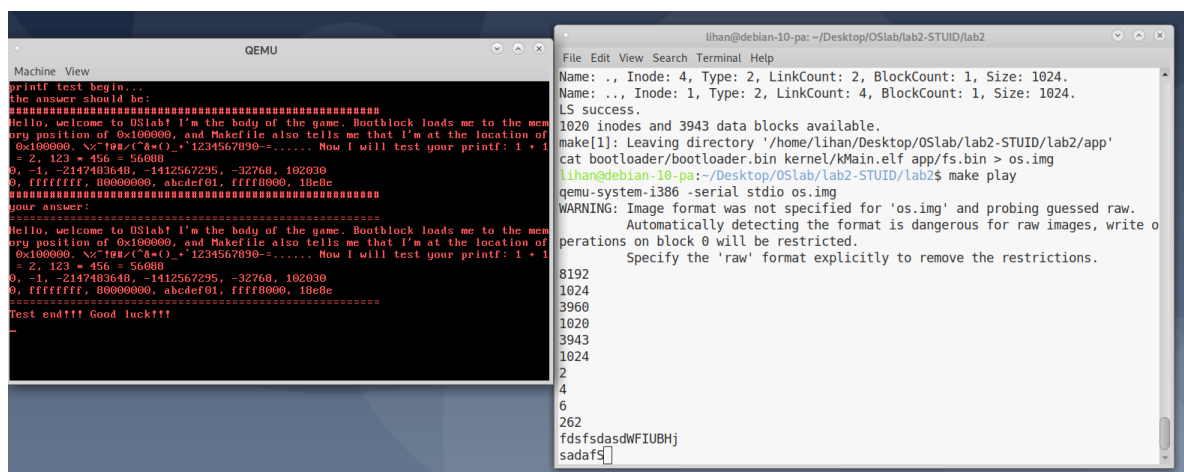 QEMU
Machine View
printf test begin...
the answer should be:
#######################################################
Hello, welcome to OSlab! I'm the body of the game. Bootblock loads me to the mem
ory position of 0x100000, and Makefile also tells me that I'm at the location of
0x100000. \%~!@#/(^&*()_+`1234567890-=...... Now I will test your printf: 1 + 1
= 2, 123 * 456 = 56088
0, -1, -2147483648, -1412567295, -32768, 102030
0, ffffffff, 80000000, abcdef01, ffff8000, 18e8e
#######################################################
your answer:
=======================================================
Hello, welcome to OSlab! I'm the body of the game. Bootblock loads me to the mem
ory position of 0x100000, and Makefile also tells me that I'm at the location of
0x100000. \%~!@#/(^&*()_+`1234567890-=...... Now I will test your printf: 1 + 1
= 2, 123 * 456 = 56088
0, -1, -2147483648, -1412567295, -32768, 102030
0, ffffffff, 80000000, abcdef01, ffff8000, 18e8e
=======================================================
Test end!!! Good luck!!!
lihan@debian-10-pa: ~/Desktop/OSlab/lab2-STUID/lab2
File Edit View Search Terminal Help
Name: ., Inode: 4, Type: 2, LinkCount: 2, BlockCount: 1, Size: 1024.
Name: .., Inode: 1, Type: 2, LinkCount: 4, BlockCount: 1, Size: 1024.
LS success.
1020 inodes and 3943 data blocks available.
make[1]: Leaving directory '/home/lihan/Desktop/OSlab/lab2-STUID/lab2/app'
cat bootloader/bootloader.bin kernel/kMain.elf app/fs.bin > os.img
lihan@debian-10-pa:~/Desktop/OSlab/lab2-STUID/lab2$ make play
qemu-system-i386 -serial stdio os.img
WARNING: Image format was not specified for 'os.img' and probing guessed raw.
Automatically detecting the format is dangerous for raw images, write o
perations on block 0 will be restricted.
Specify the 'raw' format explicitly to remove the restrictions.
8192
1024
3960
1020
3943
1024
2
4
6
262
fdsfsdasdWFIUBHj
sadafS